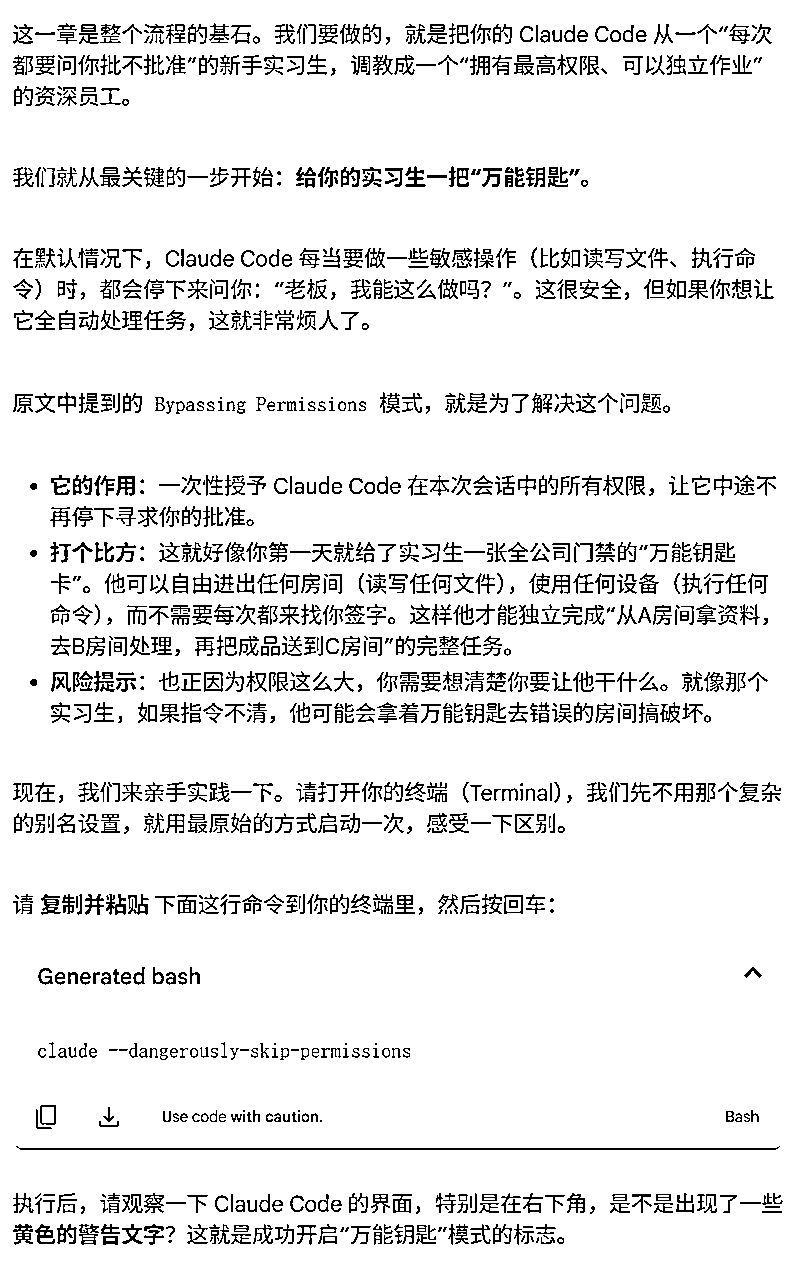 这一章是整个流程的基石。我们要做的，就是把你的 Claude Code 从一个“每次
都要问你批不批准”的新手实习生，调教成一个“拥有最高权限、可以独立作业”
的资深员工。
我们就从最关键的一步开始：给你的实习生一把“万能钥匙”。
在默认情况下，Claude Code 每当要做一些敏感操作（比如读写文件、执行命
令）时，都会停下来问你：“老板，我能这么做吗？”。这很安全，但如果你想让
它全自动处理任务，这就非常烦人了。
原文中提到的 Bypassing Permissions 模式，就是为了解决这个问题。
• 它的作用：一次性授予 Claude Code 在本次会话中的所有权限，让它中途不
再停下寻求你的批准。
• 打个比方：这就好像你第一天就给了实习生一张全公司门禁的“万能钥匙
卡”。他可以自由进出任何房间（读写任何文件），使用任何设备（执行任何
命令），而不需要每次都来找你签字。这样他才能独立完成“从A房间拿资料，
去B房间处理，再把成品送到C房间”的完整任务。
• 风险提示：也正因为权限这么大，你需要想清楚你要让他干什么。就像那个
实习生，如果指令不清，他可能会拿着万能钥匙去错误的房间搞破坏。
现在，我们来亲手实践一下。请打开你的终端（Terminal），我们先不用那个复杂
的别名设置，就用最原始的方式启动一次，感受一下区别。
请 复制并粘贴 下面这行命令到你的终端里，然后按回车：
Generated bash
claude --dangerously-skip-permissions
Use code with caution. Bash
执行后，请观察一下 Claude Code 的界面，特别是在右下角，是不是出现了一些
黄色的警告文字？这就是成功开启“万能钥匙”模式的标志。